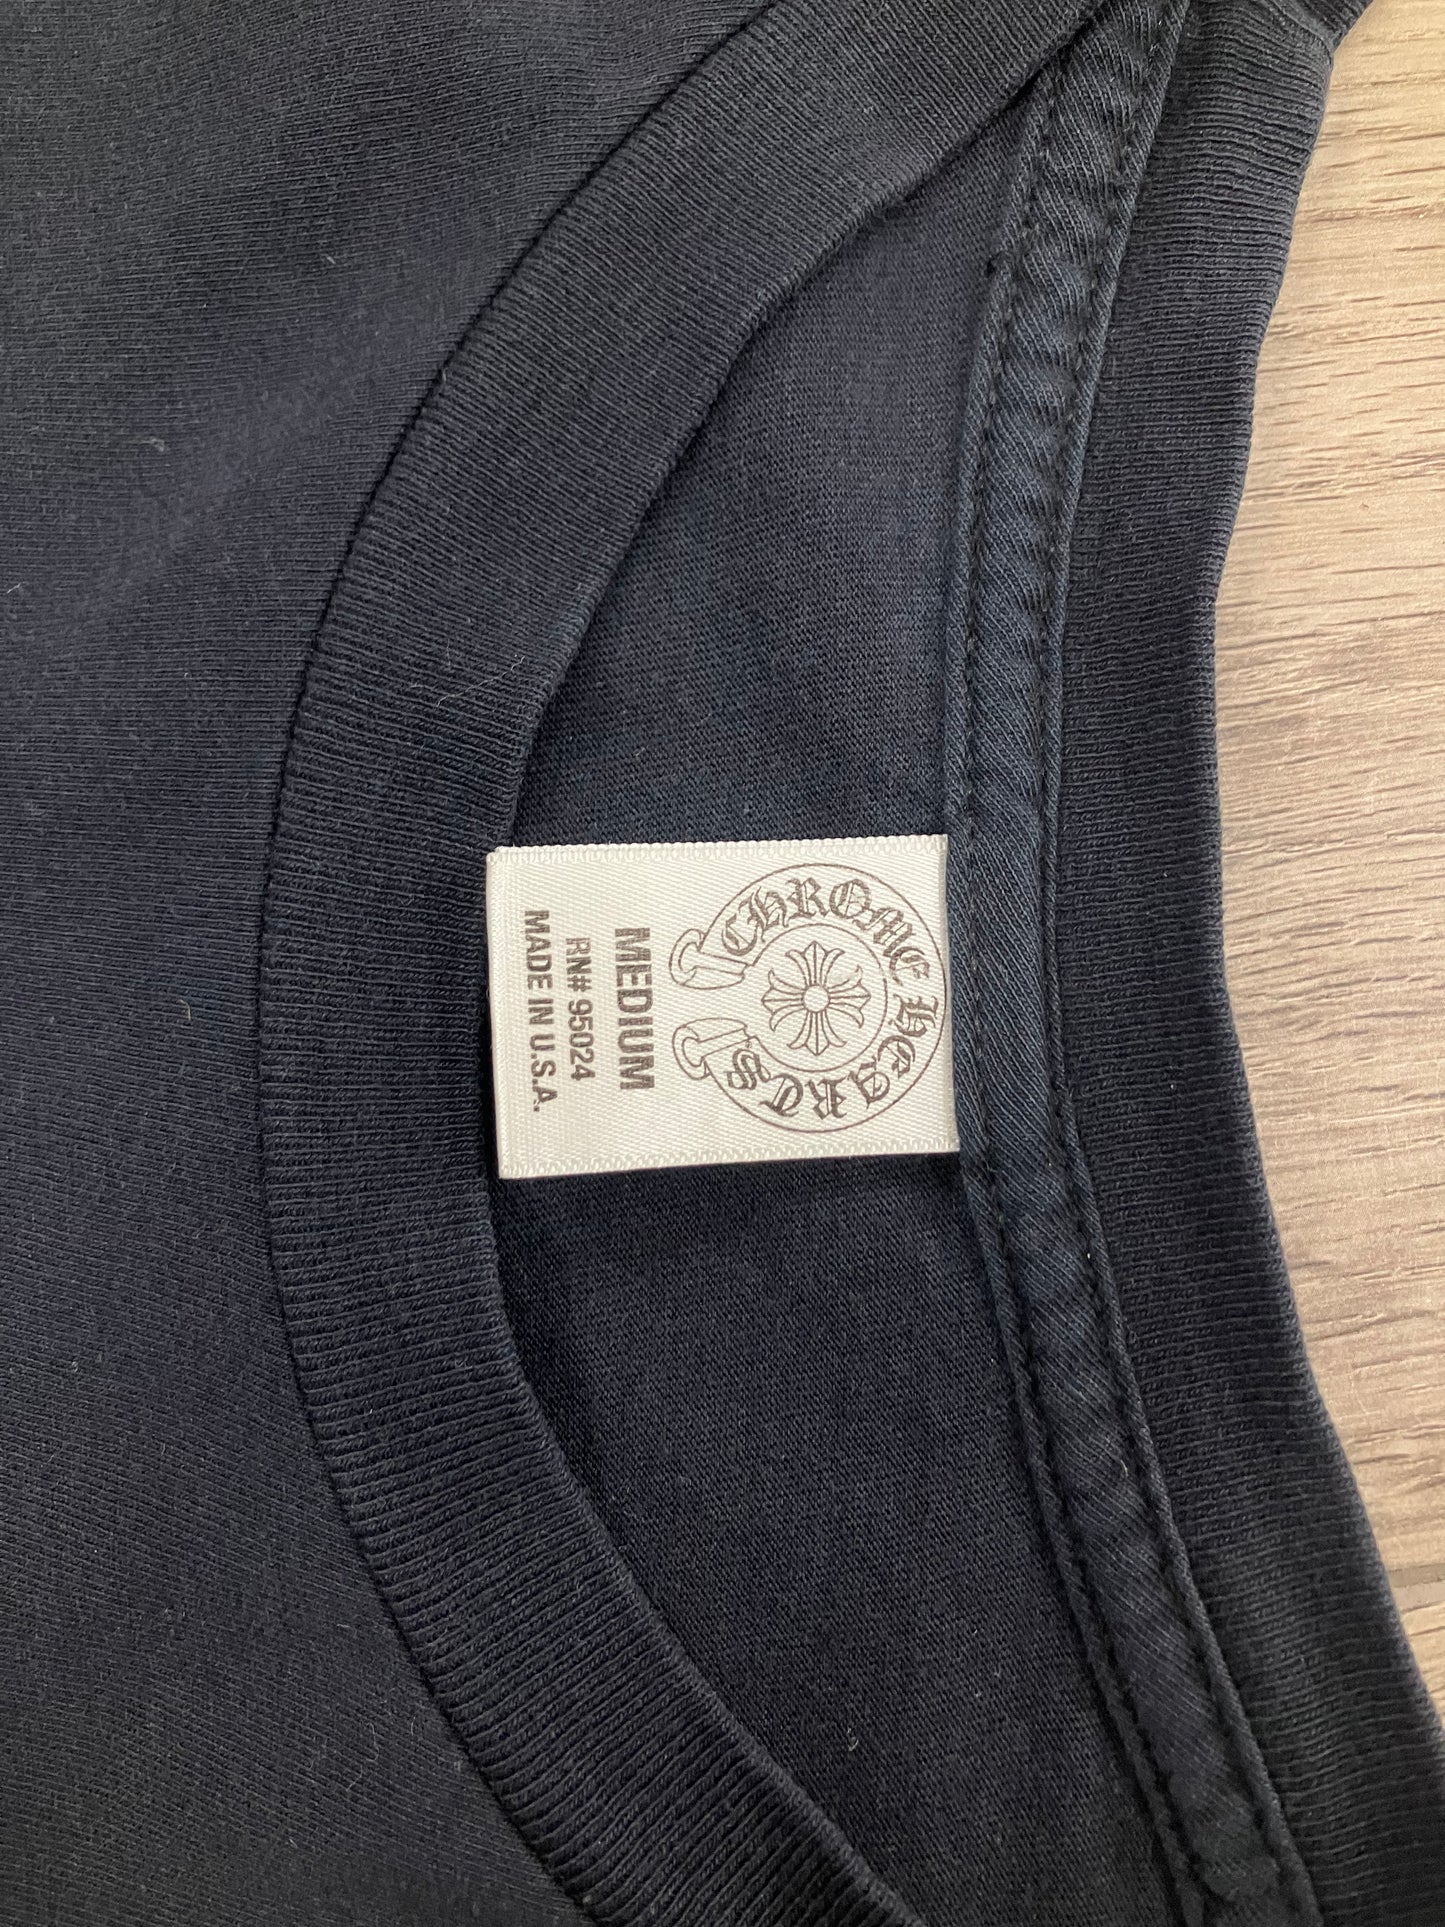 CHROME HEARTS
MEDIUM
RN# 95024
MADE IN U.S.A.